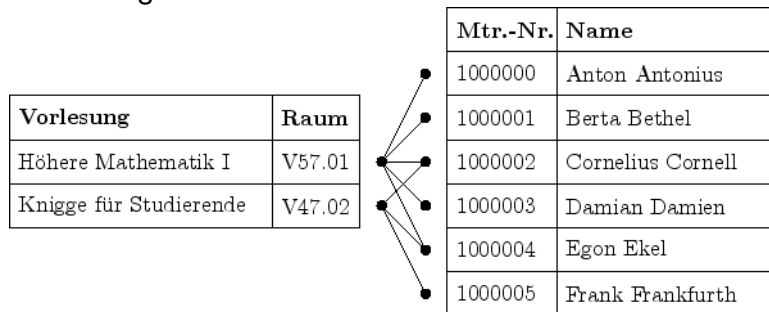 Vorlesung Raum
Höhere Mathematik I V57.01
Knigge für Studierende V47.02
Mtr.-Nr. Name
1000000 Anton Antonius
1000001 Berta Bethel
1000002 Cornelius Cornell
1000003 Damian Damien
1000004 Egon Ekel
1000005 Frank Frankfurth